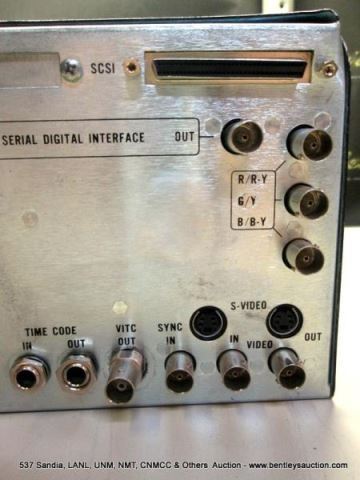 SCSI
SERIAL DIGITAL INTERFACE OUT
R/R-Y
G/Y
B/B-Y
S-VIDEO
TIME CODE
IN OUT
VITC
OUT
SYNC
IN
IN VIDEO OUT
537 Sandia, LANL, UNM, NMT, CNMCC & Others Auction - www.bentleysauction.com